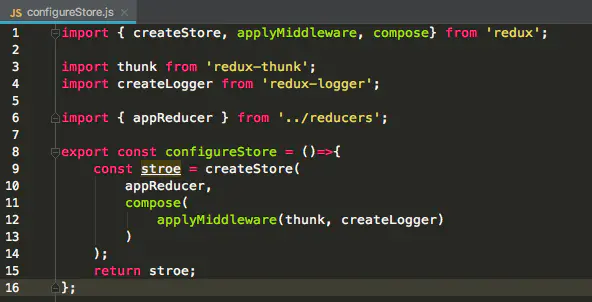 JS configureStore.js ×
1 import { createStore, applyMiddleware, compose} from 'redux';
2
3 import thunk from 'redux-thunk';
4 import createLogger from 'redux-logger';
5
6 import { appReducer } from '../reducers';
7
8 export const configureStore = ()=>{
9     const stroe = createStore(
10         appReducer,
11         compose(
12             applyMiddleware(thunk, createLogger)
13         )
14     );
15     return stroe;
16 };